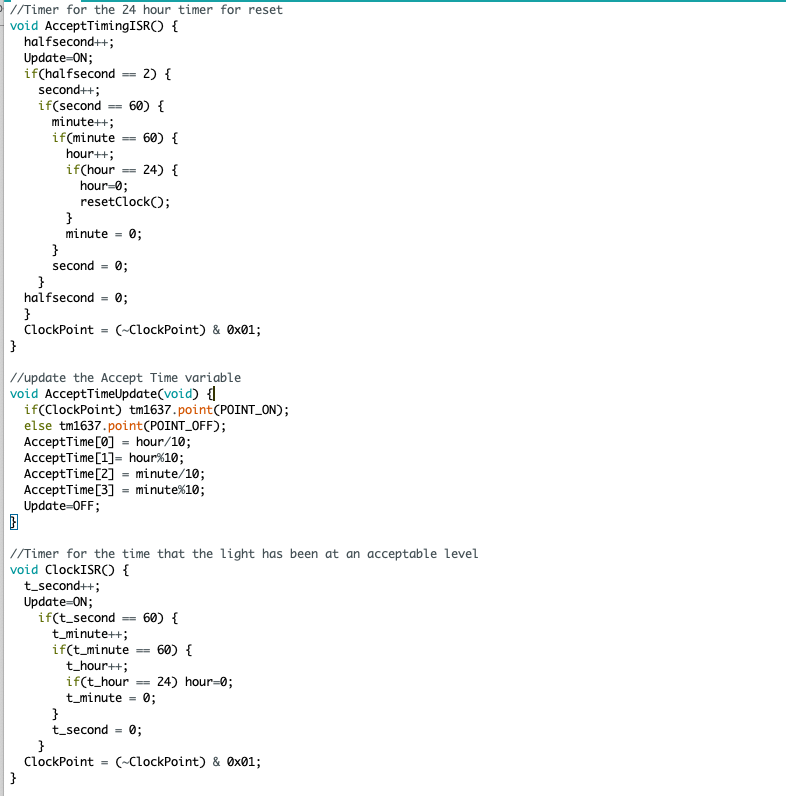 //Timer for the 24 hour timer for reset
void AcceptTimingISR() {
  halfsecond++;
  Update=ON;
  if(halfsecond == 2) {
    second++;
    if(second == 60) {
      minute++;
      if(minute == 60) {
        hour++;
        if(hour == 24) {
          hour=0;
          resetClock();
        }
        minute = 0;
      }
      second = 0;
    }
  halfsecond = 0;
  }
  ClockPoint = (~ClockPoint) & 0x01;
}

//update the Accept Time variable
void AcceptTimeUpdate(void) {
  if(ClockPoint) tm1637.point(POINT_ON);
  else tm1637.point(POINT_OFF);
  AcceptTime[0] = hour/10;
  AcceptTime[1]= hour%10;
  AcceptTime[2] = minute/10;
  AcceptTime[3] = minute%10;
  Update=OFF;
}

//Timer for the time that the light has been at an acceptable level
void ClockISR() {
  t_second++;
  Update=ON;
    if(t_second == 60) {
      t_minute++;
      if(t_minute == 60) {
        t_hour++;
        if(t_hour == 24) hour=0;
        t_minute = 0;
      }
      t_second = 0;
    }
  ClockPoint = (~ClockPoint) & 0x01;
}